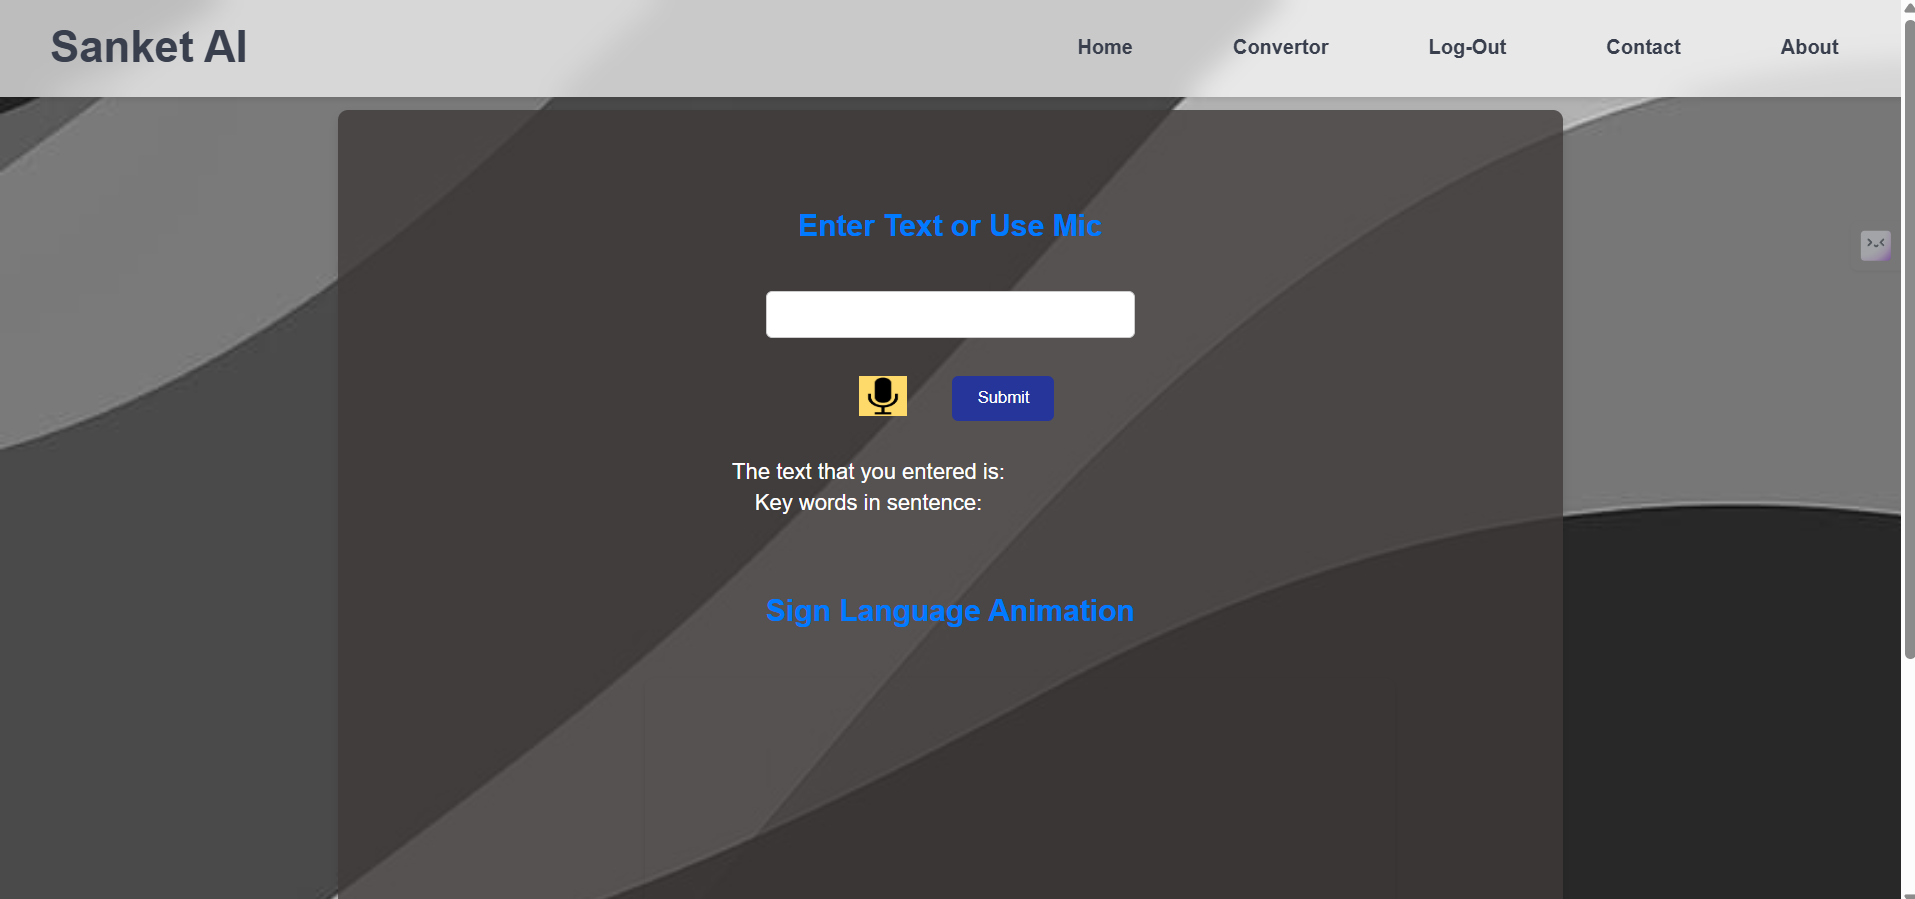 Sanket AI
Home
Convertor
Log-Out
Contact
About
Enter Text or Use Mic
Submit
The text that you entered is:
Key words in sentence:
Sign Language Animation